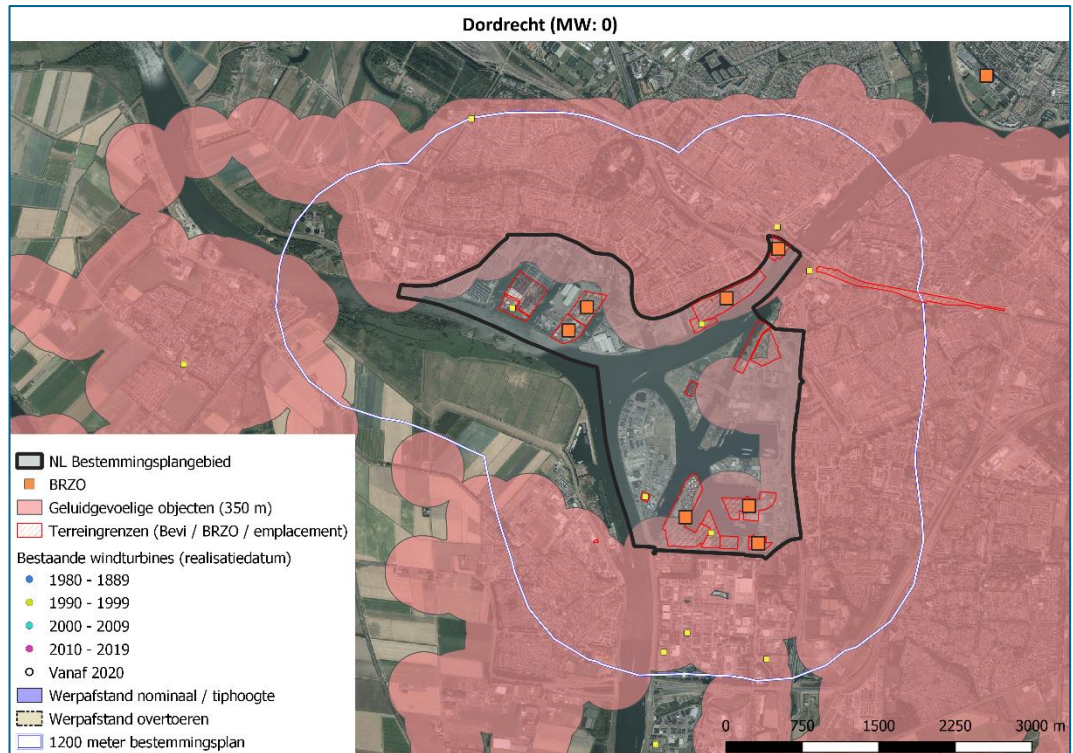 Dordrecht (MW: 0)
NL Bestemmingsplangebied
BRZO
Geluidgevoelige objecten (350 m)
Terreingrenzen (Bevi / BRZO / emplacement)
Bestaande windturbines (realisatiedatum)
1980 - 1889
1990 - 1999
2000 - 2009
2010 - 2019
Vanaf 2020
Werpafstand nominaal / tiphoogte
Werpafstand overtoeren
1200 meter bestemmingsplan
0 750 1500 2250 3000 m